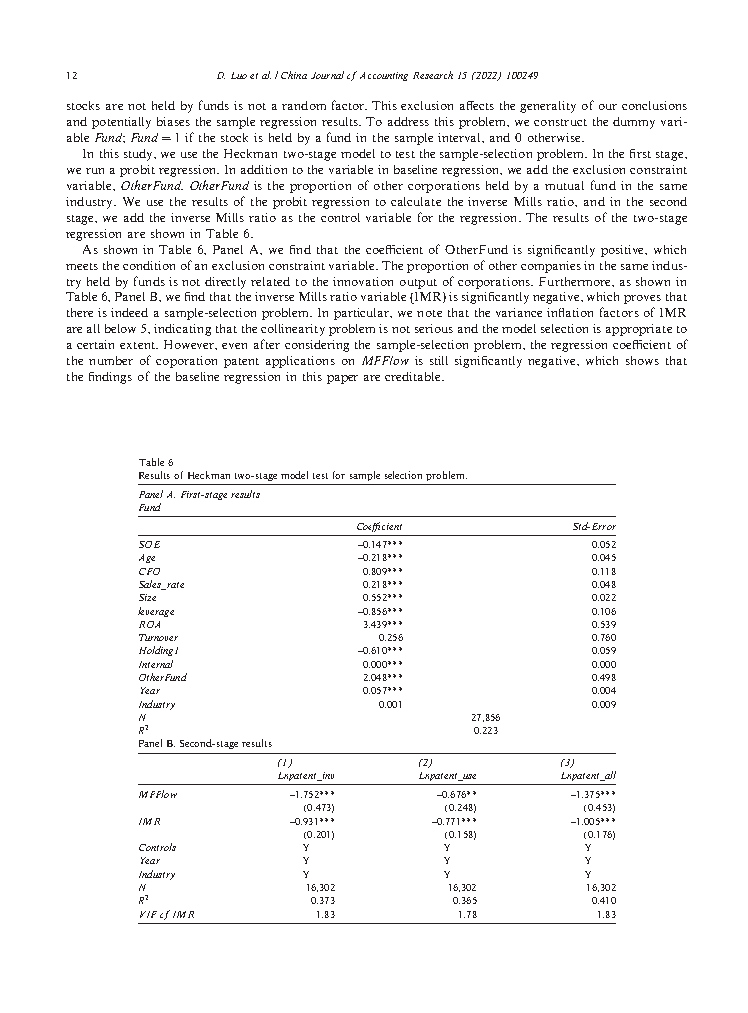 12
D. Luo et al. / China Journal of Accounting Research 15 (2022) 100249
stocks are not held by funds is not a random factor. This exclusion affects the generality of our conclusions
and potentially biases the sample regression results. To address this problem, we construct the dummy vari-
able Fund; Fund = 1 if the stock is held by a fund in the sample interval, and 0 otherwise.
In this study, we use the Heckman two-stage model to test the sample-selection problem. In the first stage,
we run a probit regression. In addition to the variable in baseline regression, we add the exclusion constraint
variable, OtherFund. OtherFund is the proportion of other corporations held by a mutual fund in the same
industry. We use the results of the probit regression to calculate the inverse Mills ratio, and in the second
stage, we add the inverse Mills ratio as the control variable for the regression. The results of the two-stage
regression are shown in Table 6.
As shown in Table 6, Panel A, we find that the coefficient of OtherFund is significantly positive, which
meets the condition of an exclusion constraint variable. The proportion of other companies in the same indus-
try held by funds is not directly related to the innovation output of corporations. Furthermore, as shown in
Table 6, Panel B, we find that the inverse Mills ratio variable (IMR) is significantly negative, which proves that
there is indeed a sample-selection problem. In particular, we note that the variance inflation factors of IMR
are all below 5, indicating that the collinearity problem is not serious and the model selection is appropriate to
a certain extent. However, even after considering the sample-selection problem, the regression coefficient of
the number of coporation patent applications on MFFlow is still significantly negative, which shows that
the findings of the baseline regression in this paper are creditable.
Table 6
Results of Heckman two-stage model test for sample selection problem.
Panel A. First-stage results
Fund
Coefficient Std-Error
SOE –0.147*** 0.052
Age –0.218*** 0.045
CFO 0.809*** 0.118
Sales_rate 0.218*** 0.048
Size 0.552*** 0.022
leverage –0.856*** 0.106
ROA 3.439*** 0.539
Turnover 0.256 0.760
Holding1 –0.610*** 0.059
Internal 0.000*** 0.000
OtherFund 2.048*** 0.498
Year 0.057*** 0.004
Industry 0.001 0.009
N 27,856
R² 0.223
Panel B. Second-stage results
(1) (2) (3)
Lnpatent_inv Lnpatent_use Lnpatent_all
MFFlow –1.752*** –0.676** –1.375***
(0.473) (0.248) (0.453)
IMR –0.931*** –0.771*** –1.005***
(0.201) (0.158) (0.176)
Controls Y Y Y
Year Y Y Y
Industry Y Y Y
N 16,302 16,302 16,302
R² 0.373 0.365 0.410
VIF of IMR 1.83 1.78 1.83